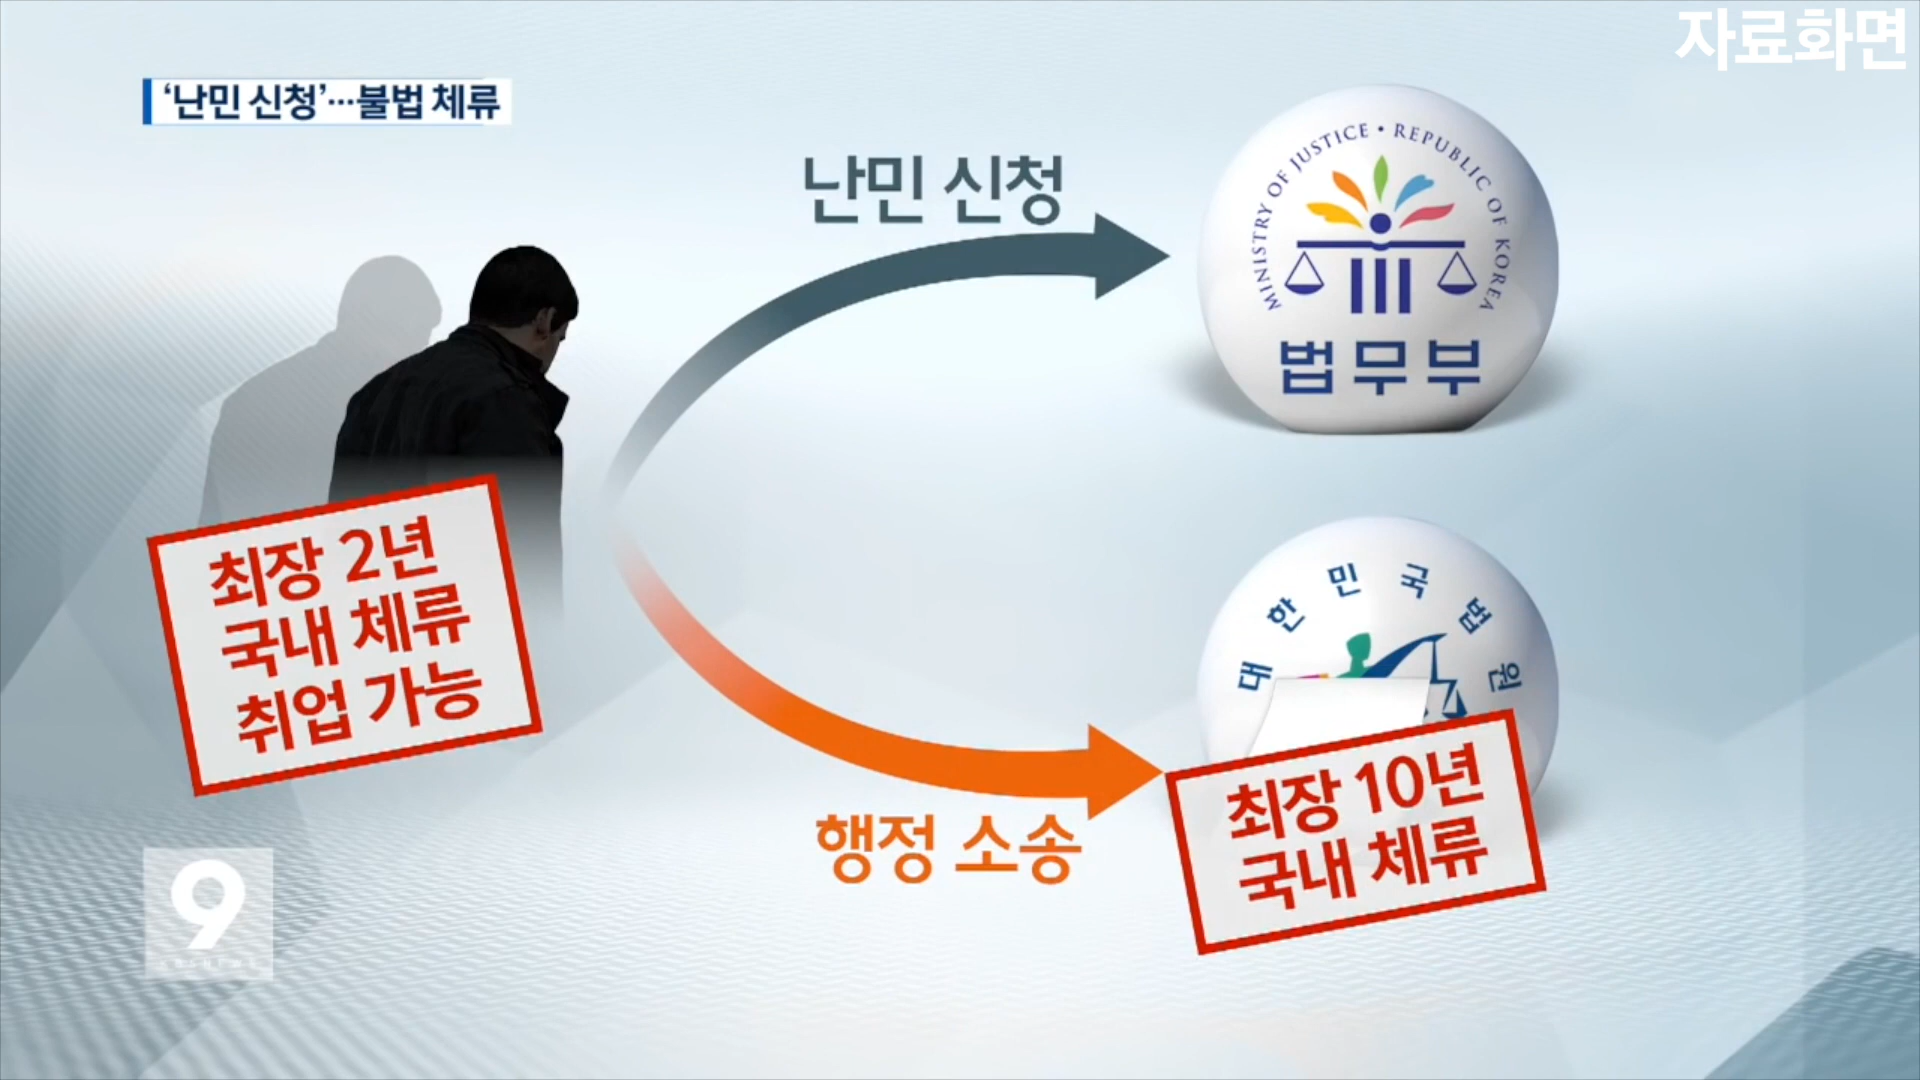 자료화면
‘난민 신청’…불법 체류
난민 신청
MINISTRY OF JUSTICE • REPUBLIC OF KOREA
법무부
최장 2년
국내 체류
취업 가능
대한민국법원
최장 10년
국내 체류
행정 소송
9